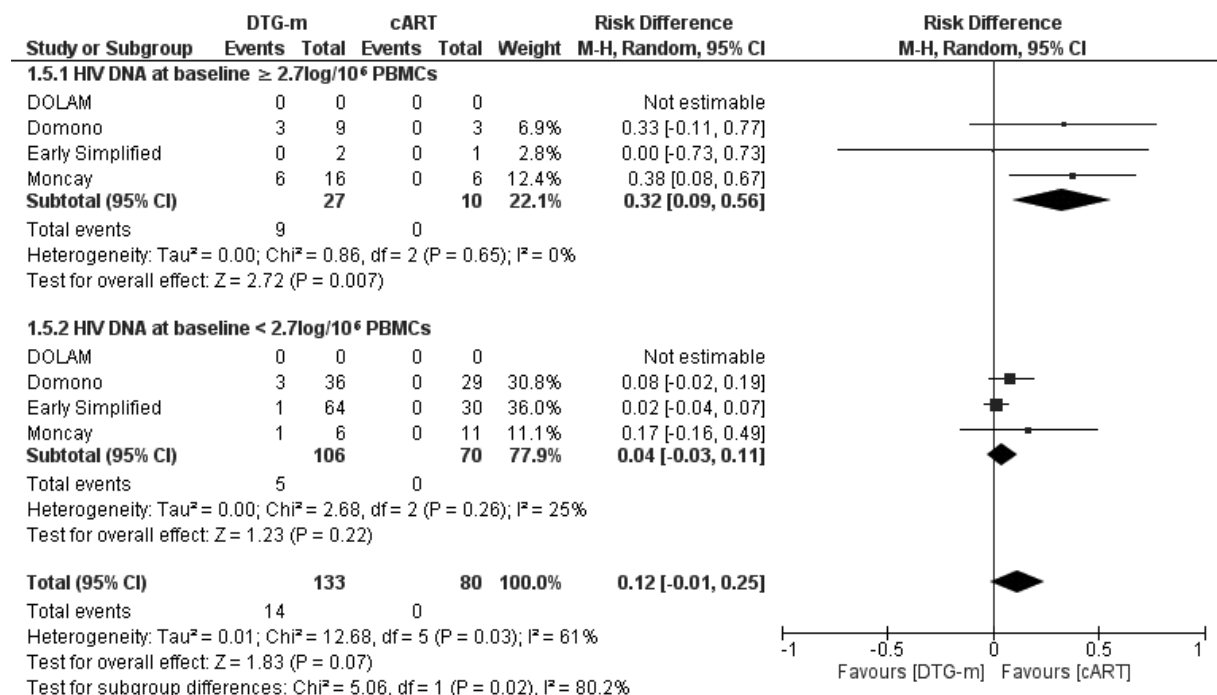 DTG-m cART Risk Difference Risk Difference
Study or Subgroup Events Total Events Total Weight M-H, Random, 95% CI M-H, Random, 95% CI
1.5.1 HIV DNA at baseline ≥ 2.7log/10⁶ PBMCs
DOLAM 0 0 0 0 Not estimable
Domono 3 9 0 3 6.9% 0.33 [-0.11, 0.77]
Early Simplified 0 2 0 1 2.8% 0.00 [-0.73, 0.73]
Moncay 6 16 0 6 12.4% 0.38 [0.08, 0.67]
Subtotal (95% CI) 27 10 22.1% 0.32 [0.09, 0.56]
Total events 9 0
Heterogeneity: Tau² = 0.00; Chi² = 0.86, df = 2 (P = 0.65); I² = 0%
Test for overall effect: Z = 2.72 (P = 0.007)
1.5.2 HIV DNA at baseline < 2.7log/10⁶ PBMCs
DOLAM 0 0 0 0 Not estimable
Domono 3 36 0 29 30.8% 0.08 [-0.02, 0.19]
Early Simplified 1 64 0 30 36.0% 0.02 [-0.04, 0.07]
Moncay 1 6 0 11 11.1% 0.17 [-0.16, 0.49]
Subtotal (95% CI) 106 70 77.9% 0.04 [-0.03, 0.11]
Total events 5 0
Heterogeneity: Tau² = 0.00; Chi² = 2.68, df = 2 (P = 0.26); I² = 25%
Test for overall effect: Z = 1.23 (P = 0.22)
Total (95% CI) 133 80 100.0% 0.12 [-0.01, 0.25]
Total events 14 0
Heterogeneity: Tau² = 0.01; Chi² = 12.68, df = 5 (P = 0.03); I² = 61%
Test for overall effect: Z = 1.83 (P = 0.07)
Test for subgroup differences: Chi² = 5.06, df = 1 (P = 0.02), I² = 80.2%
-1 -0.5 0 0.5 1
Favours [DTG-m] Favours [cART]